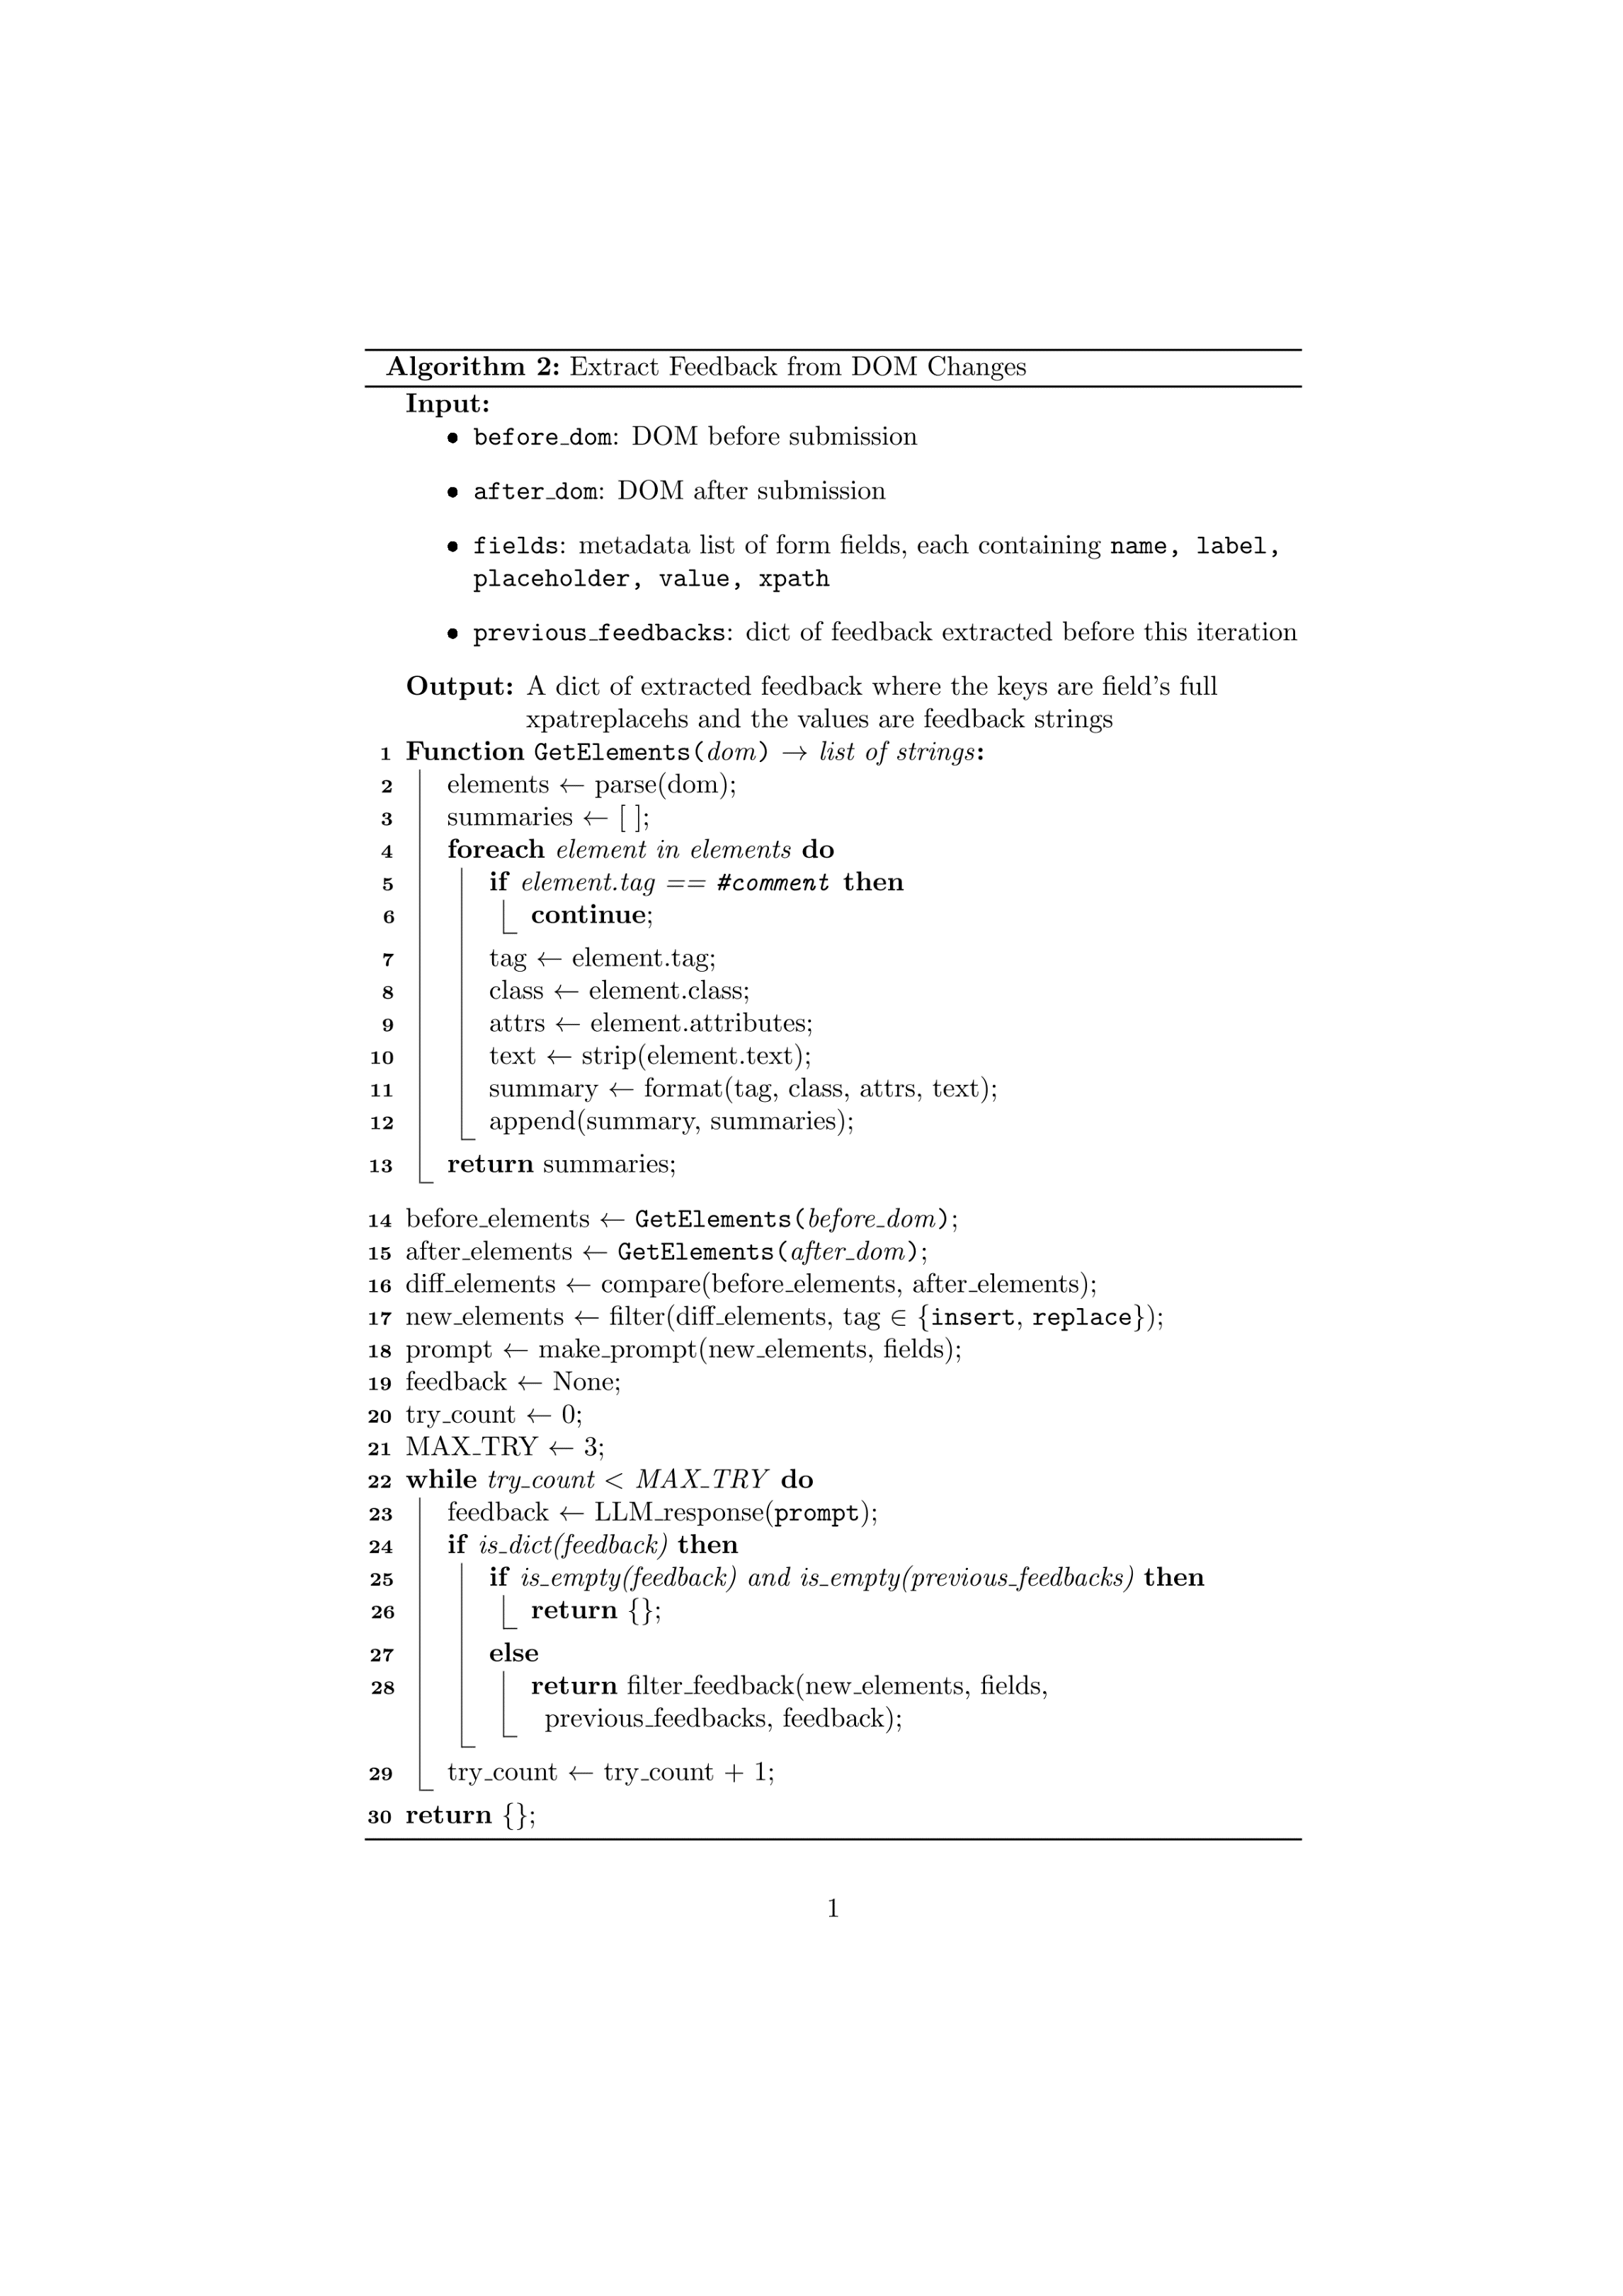 Algorithm 2: Extract Feedback from DOM Changes
Input:
• before_dom: DOM before submission
• after_dom: DOM after submission
• fields: metadata list of form fields, each containing name, label,
placeholder, value, xpath
• previous_feedbacks: dict of feedback extracted before this iteration
Output: A dict of extracted feedback where the keys are field's full
xpatreplacehs and the values are feedback strings
1 Function GetElements(dom) → list of strings:
2 elements ← parse(dom);
3 summaries ← [ ];
4 foreach element in elements do
5 if element.tag == #comment then
6 continue;
7 tag ← element.tag;
8 class ← element.class;
9 attrs ← element.attributes;
10 text ← strip(element.text);
11 summary ← format(tag, class, attrs, text);
12 append(summary, summaries);
13 return summaries;
14 before_elements ← GetElements(before_dom);
15 after_elements ← GetElements(after_dom);
16 diff_elements ← compare(before_elements, after_elements);
17 new_elements ← filter(diff_elements, tag ∈ {insert, replace});
18 prompt ← make_prompt(new_elements, fields);
19 feedback ← None;
20 try_count ← 0;
21 MAX_TRY ← 3;
22 while try_count < MAX_TRY do
23 feedback ← LLM_response(prompt);
24 if is_dict(feedback) then
25 if is_empty(feedback) and is_empty(previous_feedbacks) then
26 return {};
27 else
28 return filter_feedback(new_elements, fields,
previous_feedbacks, feedback);
29 try_count ← try_count + 1;
30 return {};
1